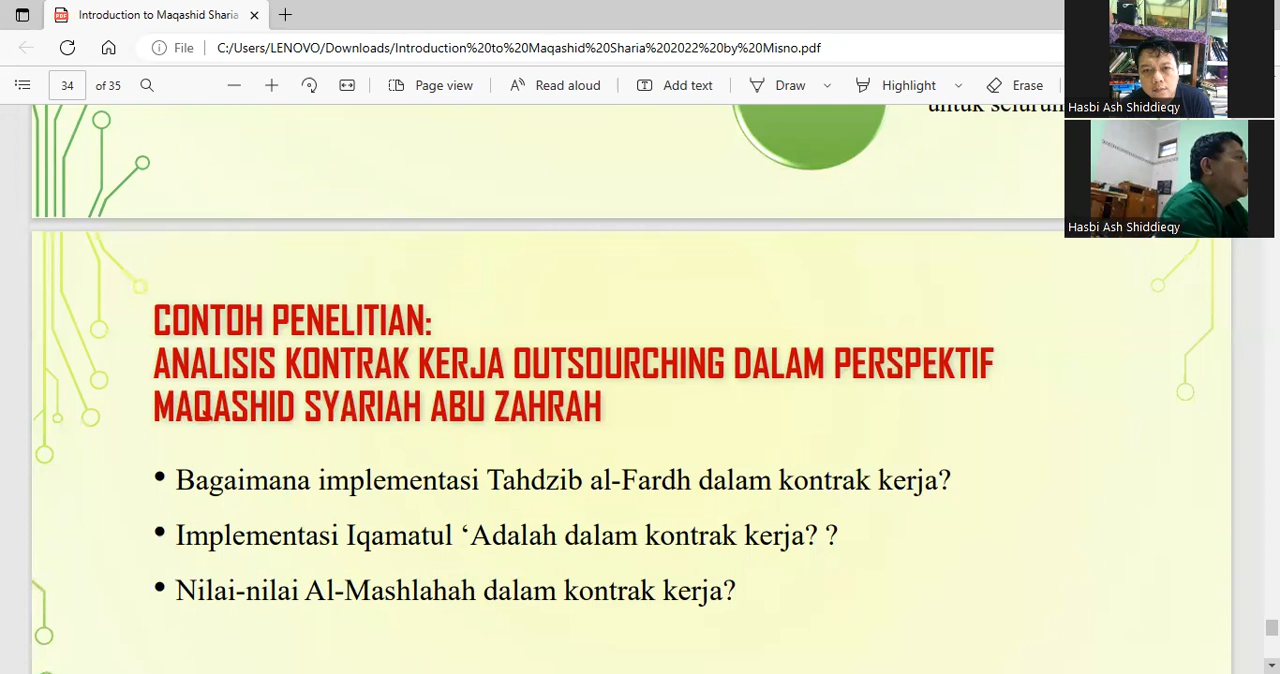 Introduction to Maqashid Sharia
File
C:/Users/LENOVO/Downloads/Introduction%20to%20Maqashid%20Sharia%202022%20by%20Misno.pdf
34 of 35
Page view
Read aloud
Add text
Draw
Highlight
Erase
Hasbi Ash Shiddieqy
Hasbi Ash Shiddieqy
untuk seluruh
CONTOH PENELITIAN:
ANALISIS KONTRAK KERJA OUTSOURCHING DALAM PERSPEKTIF
MAQASHID SYARIAH ABU ZAHRAH
• Bagaimana implementasi Tahdzib al-Fardh dalam kontrak kerja?
• Implementasi Iqamatul ‘Adalah dalam kontrak kerja? ?
• Nilai-nilai Al-Mashlahah dalam kontrak kerja?